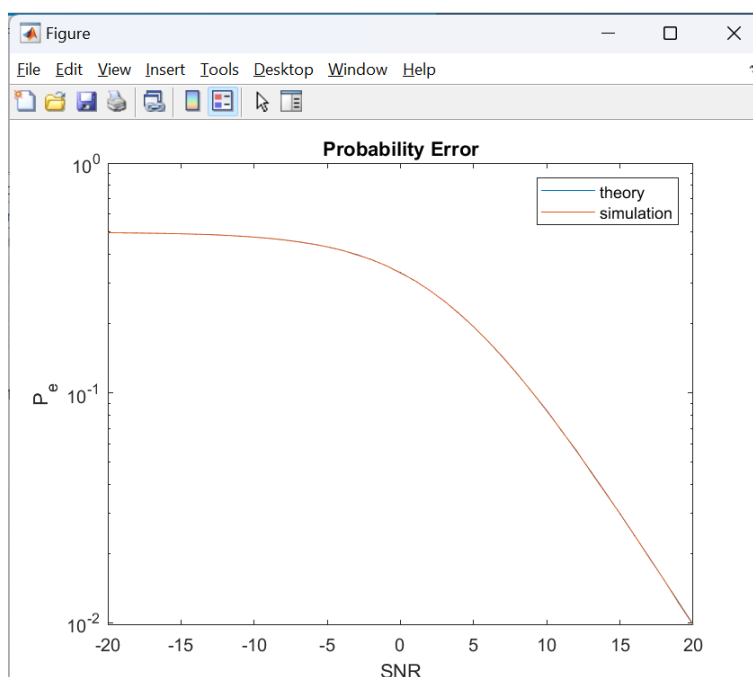 Figure
File Edit View Insert Tools Desktop Window Help
Probability Error
10^0
theory
simulation
P_e
10^-1
10^-2
-20 -15 -10 -5 0 5 10 15 20
SNR